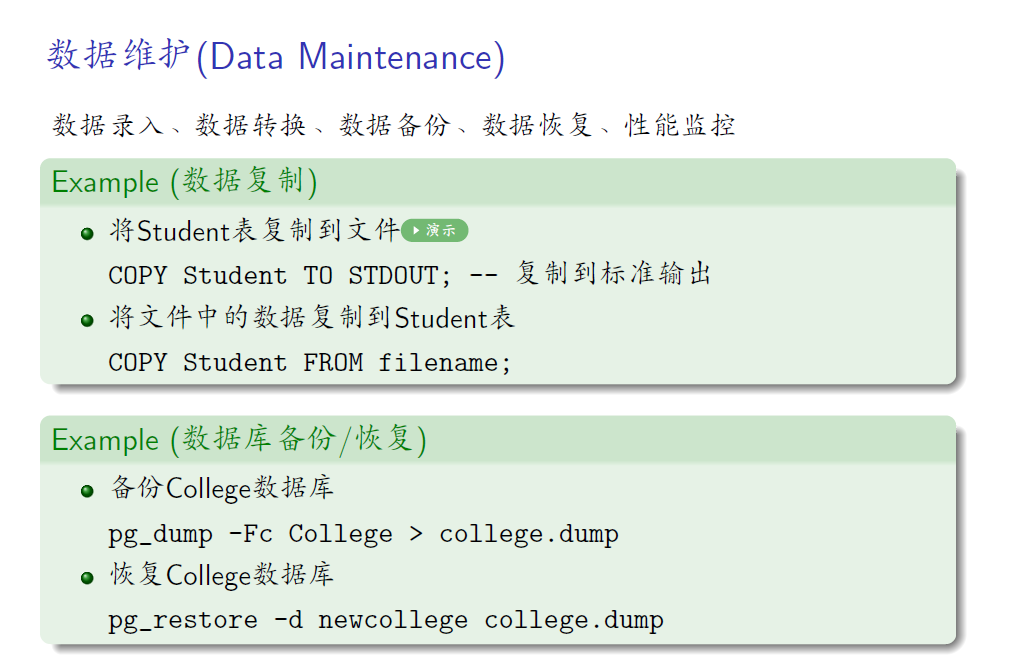 数据维护(Data Maintenance)
数据录入、数据转换、数据备份、数据恢复、性能监控
Example (数据复制)
将Student表复制到文件 演示
COPY Student TO STDOUT; -- 复制到标准输出
将文件中的数据复制到Student表
COPY Student FROM filename;
Example (数据库备份/恢复)
备份College数据库
pg_dump -Fc College > college.dump
恢复College数据库
pg_restore -d newcollege college.dump